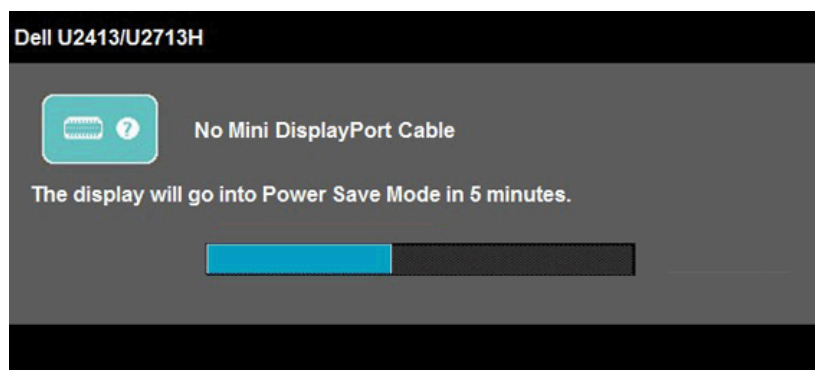 Dell U2413/U2713H
?
No Mini DisplayPort Cable
The display will go into Power Save Mode in 5 minutes.